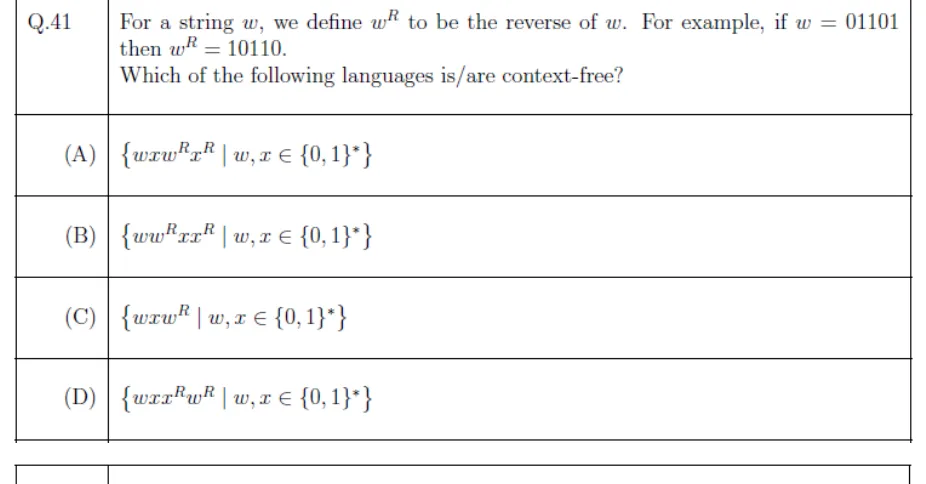 Q.41 For a string w, we define w^R to be the reverse of w. For example, if w = 01101
then w^R = 10110.
Which of the following languages is/are context-free?
(A) {wxw^Rx^R | w, x ∈ {0, 1}*}
(B) {ww^Rxx^R | w, x ∈ {0, 1}*}
(C) {wxw^R | w, x ∈ {0, 1}*}
(D) {wxx^Rw^R | w, x ∈ {0, 1}*}